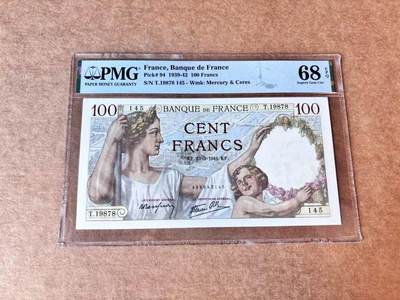 PMG
PAPER MONEY GUARANTY
France, Banque de France
Pick# 94 1939-42 100 Francs
S/N T.19878 145 - Wmk: Mercury & Ceres
68 EPQ
Superb Gem Unc
145
BANQUE DE FRANCE
T.19878
100
100
CENT
FRANCS
T.19878
145